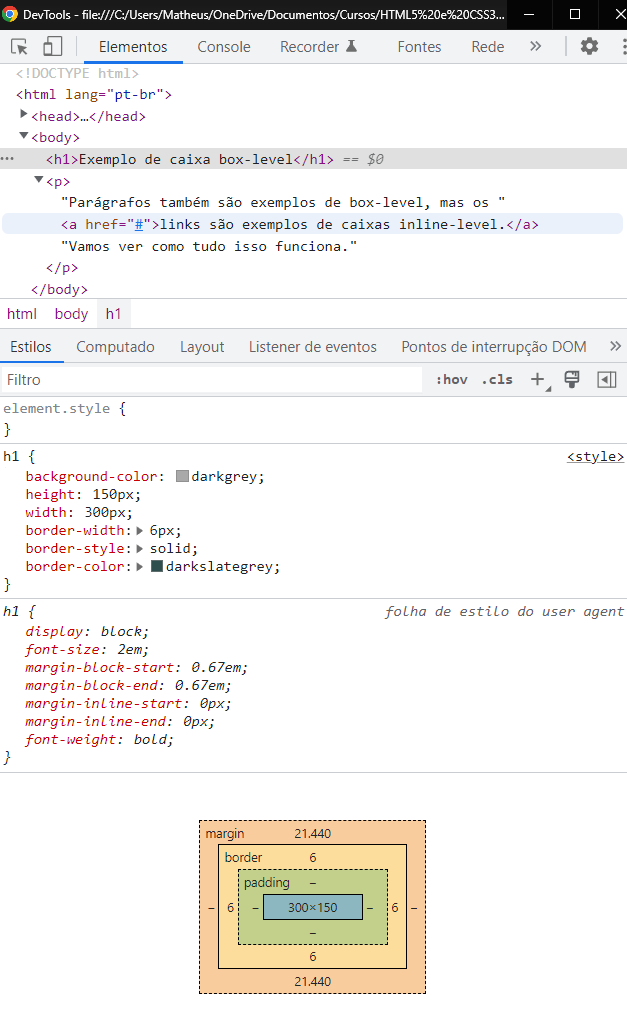 DevTools - file:///C:/Users/Matheus/OneDrive/Documentos/Cursos/HTML5%20e%20CSS3...
Elementos Console Recorder Fontes Rede »
<!DOCTYPE html>
<html lang="pt-br">
<head>…</head>
<body>
··· <h1>Exemplo de caixa box-level</h1> == $0
<p>
"Parágrafos também são exemplos de box-level, mas os "
<a href="#">links são exemplos de caixas inline-level.</a>
"Vamos ver como tudo isso funciona."
</p>
</body>
html body h1
Estilos Computado Layout Listener de eventos Pontos de interrupção DOM »
Filtro :hov .cls +
element.style {
}
h1 { <style>
background-color: darkgrey;
height: 150px;
width: 300px;
border-width: 6px;
border-style: solid;
border-color: darkslategrey;
}
h1 { folha de estilo do user agent
display: block;
font-size: 2em;
margin-block-start: 0.67em;
margin-block-end: 0.67em;
margin-inline-start: 0px;
margin-inline-end: 0px;
font-weight: bold;
}
margin 21.440
border 6
padding –
– 6 – 300×150 – 6 –
–
6
21.440